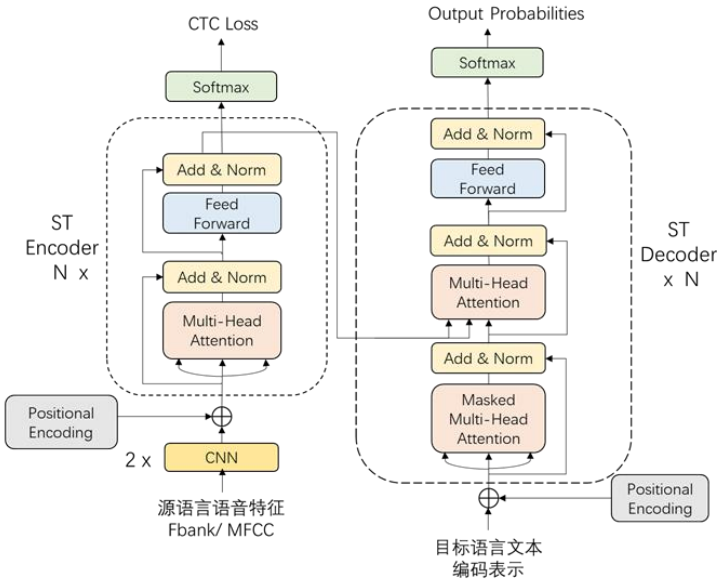 CTC Loss
Softmax
Add & Norm
Feed
Forward
Add & Norm
Multi-Head
Attention
ST
Encoder
N x
Positional
Encoding
2 x
CNN
源语言语音特征
Fbank/ MFCC
Output Probabilities
Softmax
Add & Norm
Feed
Forward
Add & Norm
Multi-Head
Attention
Add & Norm
Masked
Multi-Head
Attention
ST
Decoder
x N
Positional
Encoding
目标语言文本
编码表示